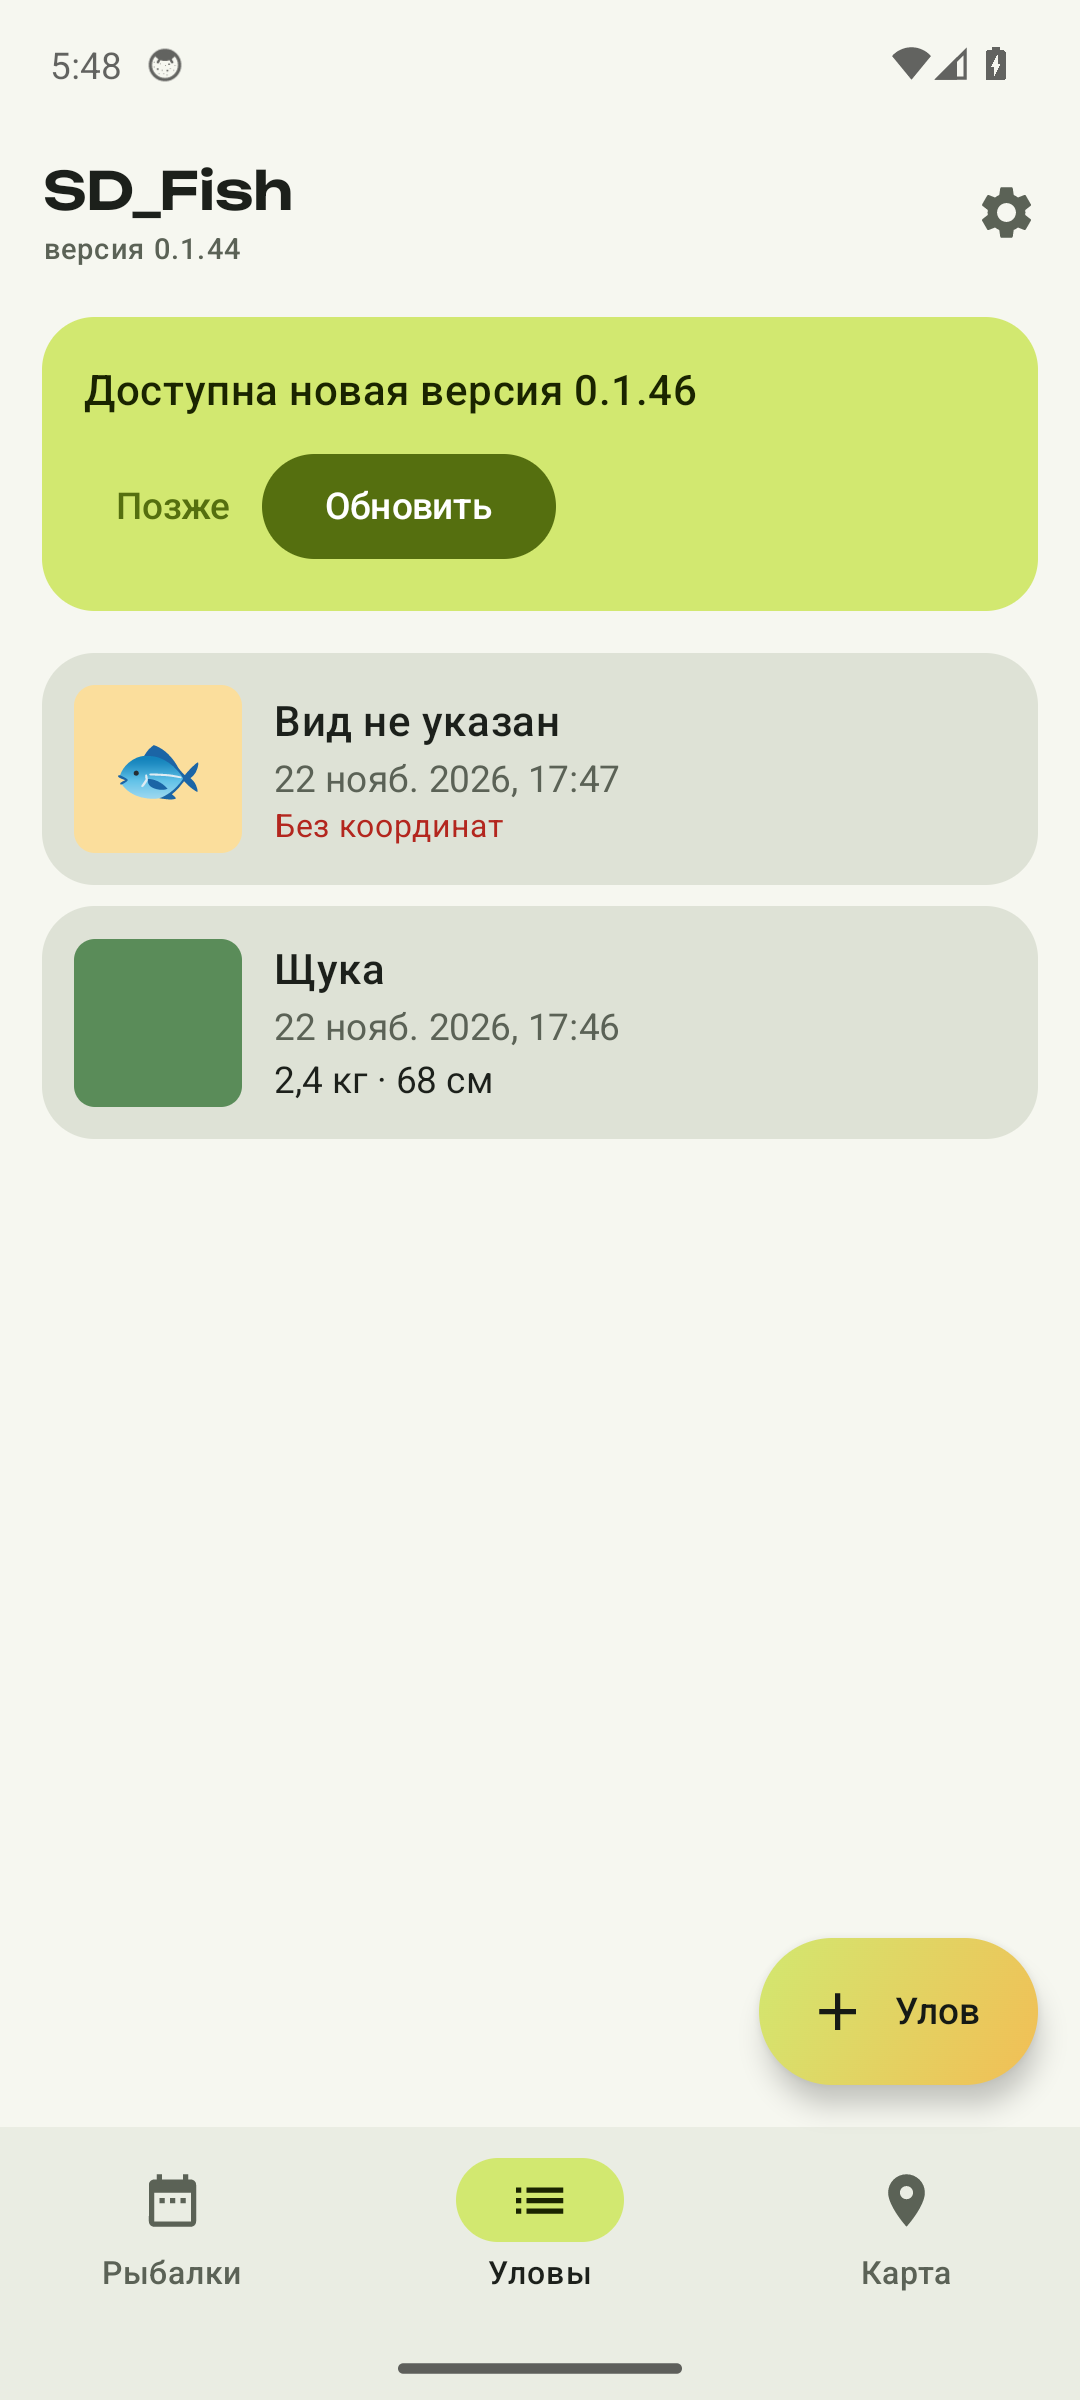 5:48
SD_Fish
версия 0.1.44
Доступна новая версия 0.1.46
Позже
Обновить
Вид не указан
22 нояб. 2026, 17:47
Без координат
Щука
22 нояб. 2026, 17:46
2,4 кг · 68 см
+ Улов
Рыбалки
Уловы
Карта